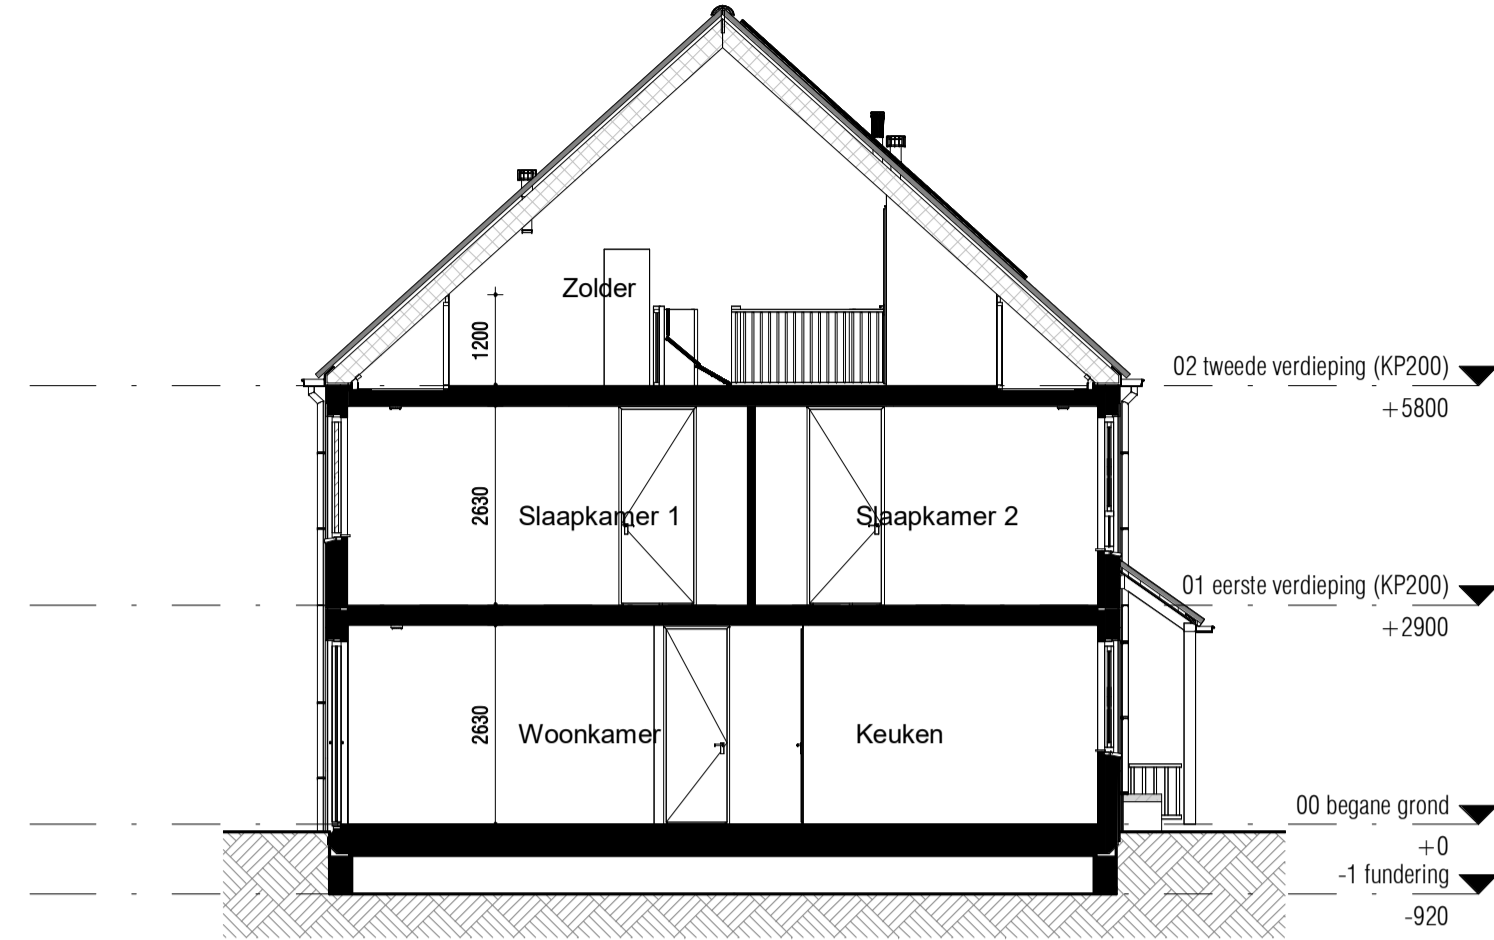 Zolder
1200
02 tweede verdieping (KP200)
+5800
2630
Slaapkamer 1
Slaapkamer 2
01 eerste verdieping (KP200)
+2900
2630
Woonkamer
Keuken
00 begane grond
+0
-1 fundering
-920